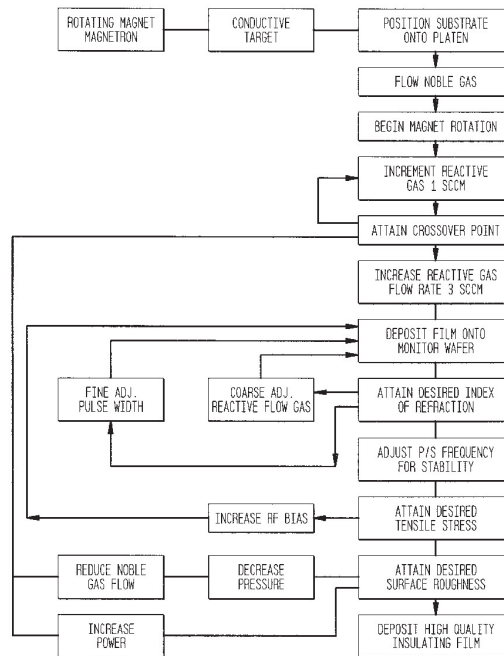 ROTATING MAGNET
MAGNETRON
CONDUCTIVE
TARGET
POSITION SUBSTRATE
ONTO PLATEN
FLOW NOBLE GAS
BEGIN MAGNET ROTATION
INCREMENT REACTIVE
GAS 1 SCCM
ATTAIN CROSSOVER POINT
INCREASE REACTIVE GAS
FLOW RATE 3 SCCM
DEPOSIT FILM ONTO
MONITOR WAFER
FINE ADJ.
PULSE WIDTH
COARSE ADJ.
REACTIVE FLOW GAS
ATTAIN DESIRED INDEX
OF REFRACTION
ADJUST P/S FREQUENCY
FOR STABILITY
INCREASE RF BIAS
ATTAIN DESIRED
TENSILE STRESS
REDUCE NOBLE
GAS FLOW
DECREASE
PRESSURE
ATTAIN DESIRED
SURFACE ROUGHNESS
INCREASE
POWER
DEPOSIT HIGH QUALITY
INSULATING FILM